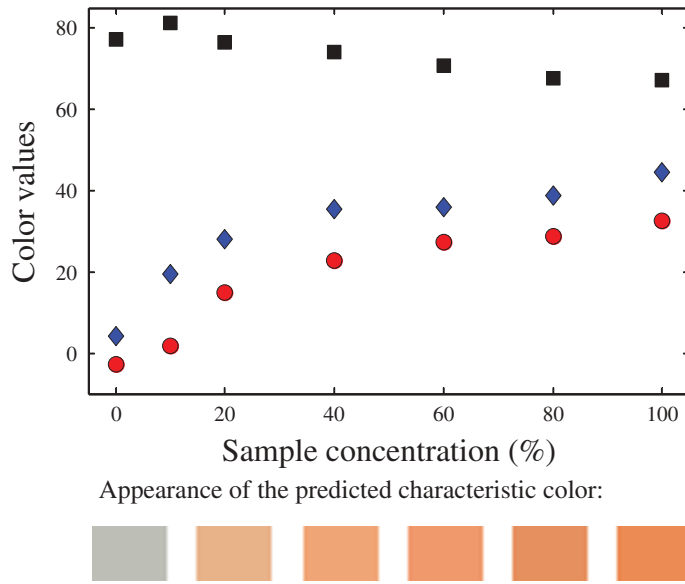 80
60
40
20
0
Color values
0 20 40 60 80 100
Sample concentration (%)
Appearance of the predicted characteristic color: